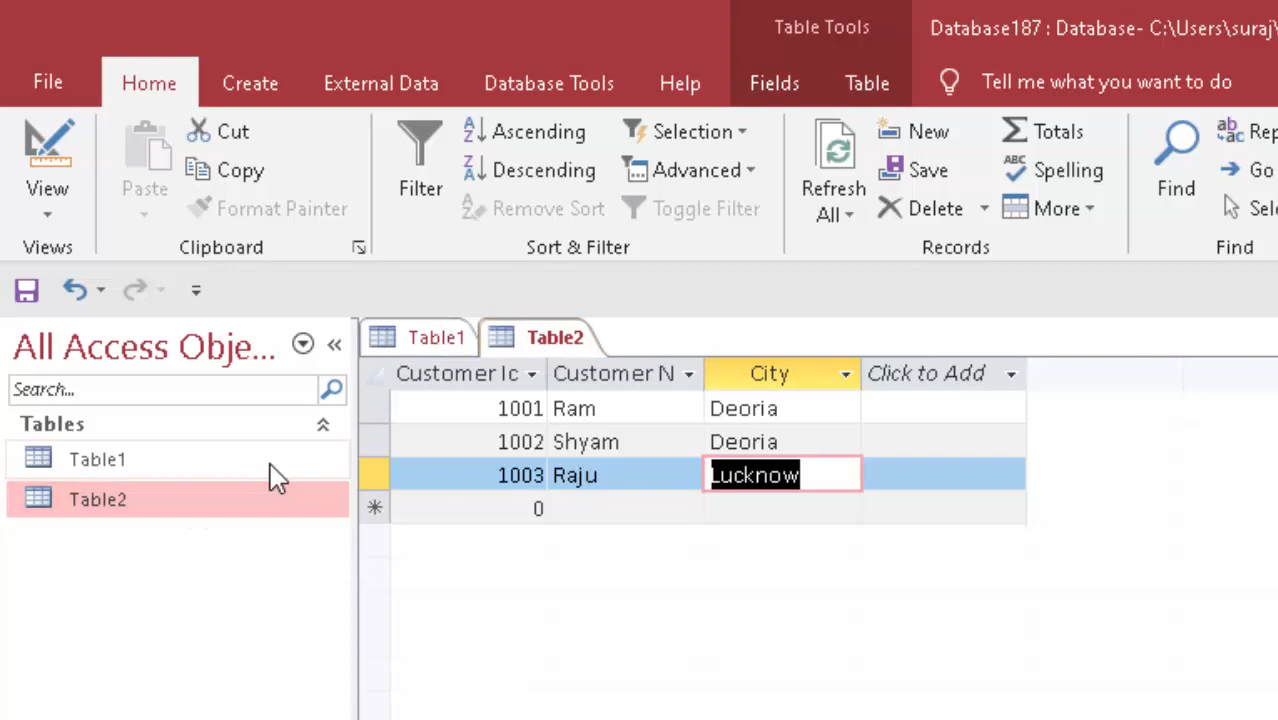 Table Tools
Database187 : Database- C:\Users\suraj\
File Home Create External Data Database Tools Help Fields Table Tell me what you want to do
View
Views
Paste
Cut
Copy
Format Painter
Clipboard
Filter
Ascending
Descending
Remove Sort
Selection
Advanced
Toggle Filter
Sort & Filter
Refresh
All
New
Save
Delete
Totals
Spelling
More
Records
Find
Rep
Go
Sele
Find
All Access Obje...
Search...
Tables
Table1
Table2
Table1 Table2
Customer Ic Customer N City Click to Add
1001 Ram Deoria
1002 Shyam Deoria
1003 Raju Lucknow
0